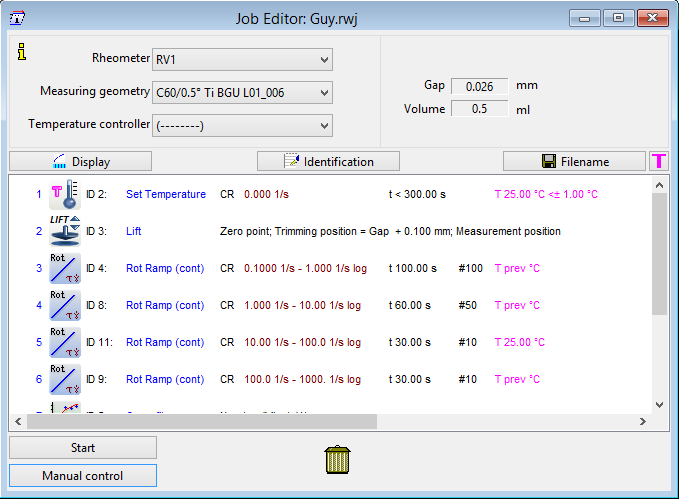 Job Editor: Guy.rwj
Rheometer RV1
Measuring geometry C60/0.5° Ti BGU L01_006
Temperature controller (--------)
Gap 0.026 mm
Volume 0.5 ml
Display Identification Filename T
1 T ID 2: Set Temperature CR 0.000 1/s t < 300.00 s T 25.00 °C <± 1.00 °C
2 LIFT ID 3: Lift Zero point; Trimming position = Gap + 0.100 mm; Measurement position
3 Rot τɣ̇ ID 4: Rot Ramp (cont) CR 0.1000 1/s - 1.000 1/s log t 100.00 s #100 T prev °C
4 Rot τɣ̇ ID 8: Rot Ramp (cont) CR 1.000 1/s - 10.00 1/s log t 60.00 s #50 T prev °C
5 Rot τɣ̇ ID 11: Rot Ramp (cont) CR 10.00 1/s - 100.0 1/s log t 30.00 s #10 T 25.00 °C
6 Rot τɣ̇ ID 9: Rot Ramp (cont) CR 100.0 1/s - 1000. 1/s log t 30.00 s #10 T prev °C
Start
Manual control